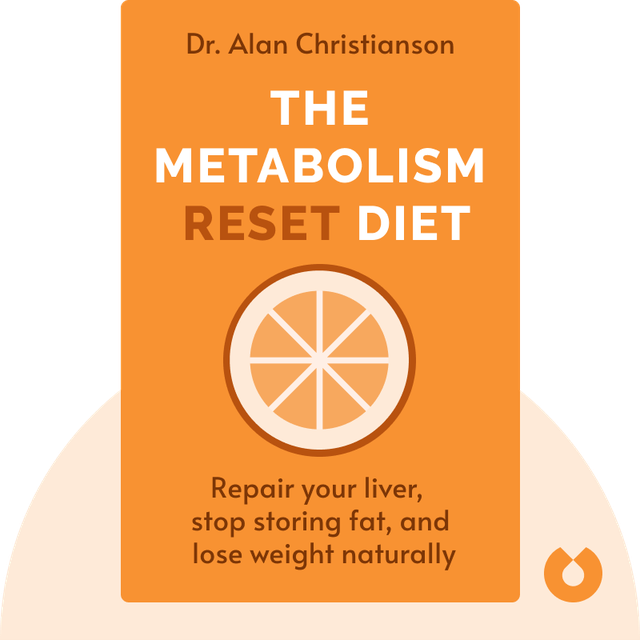 Dr. Alan Christianson
THE
METABOLISM
RESET DIET
Repair your liver,
stop storing fat, and
lose weight naturally